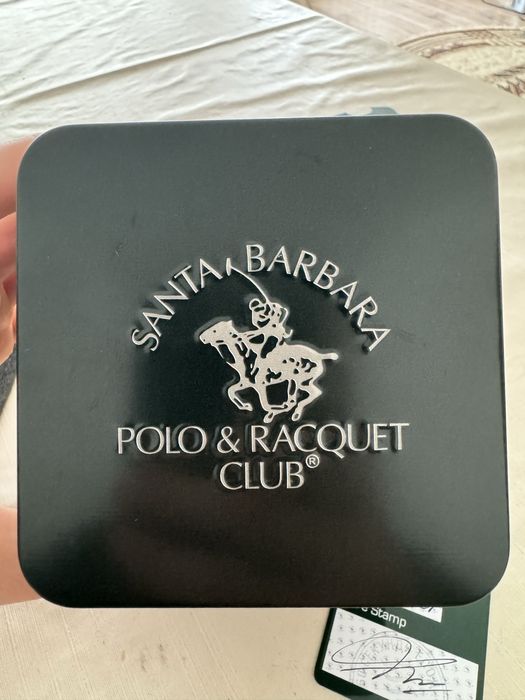 SANTA BARBARA
POLO & RACQUET
CLUB®
Stamp